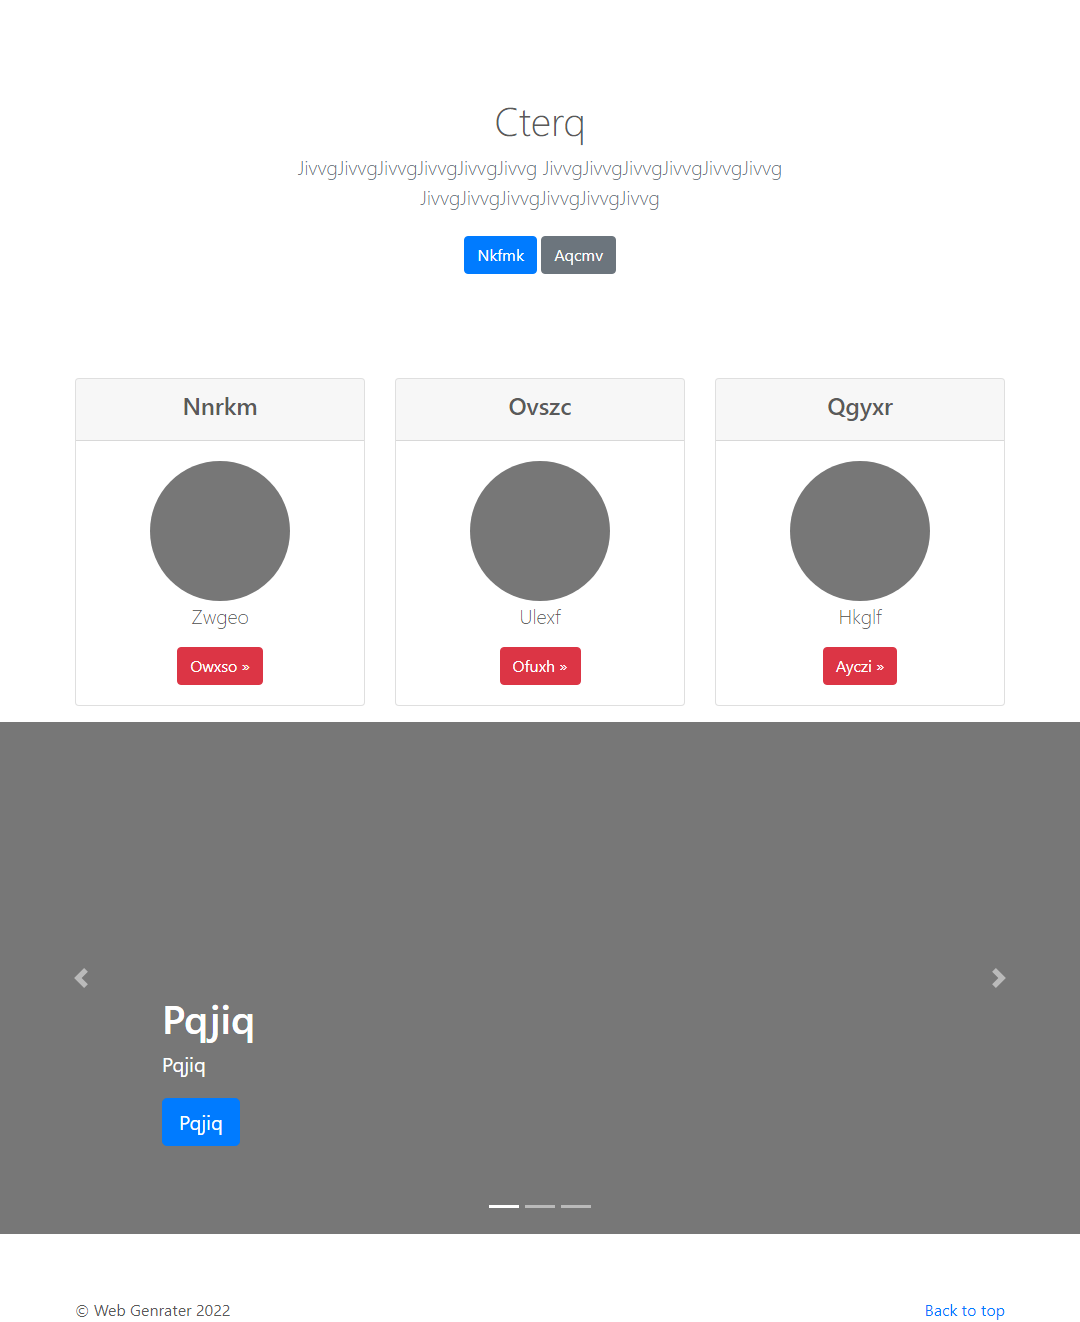 Cterq
JivvgJivvgJivvgJivvgJivvgJivvg JivvgJivvgJivvgJivvgJivvgJivvg
JivvgJivvgJivvgJivvgJivvgJivvg
Nkfmk Aqcmv
Nnrkm Ovszc Qgyxr
Zwgeo Ulexf Hkglf
Owxso » Ofuxh » Ayczi »
Pqjiq
Pqjiq
Pqjiq
© Web Genrater 2022 Back to top